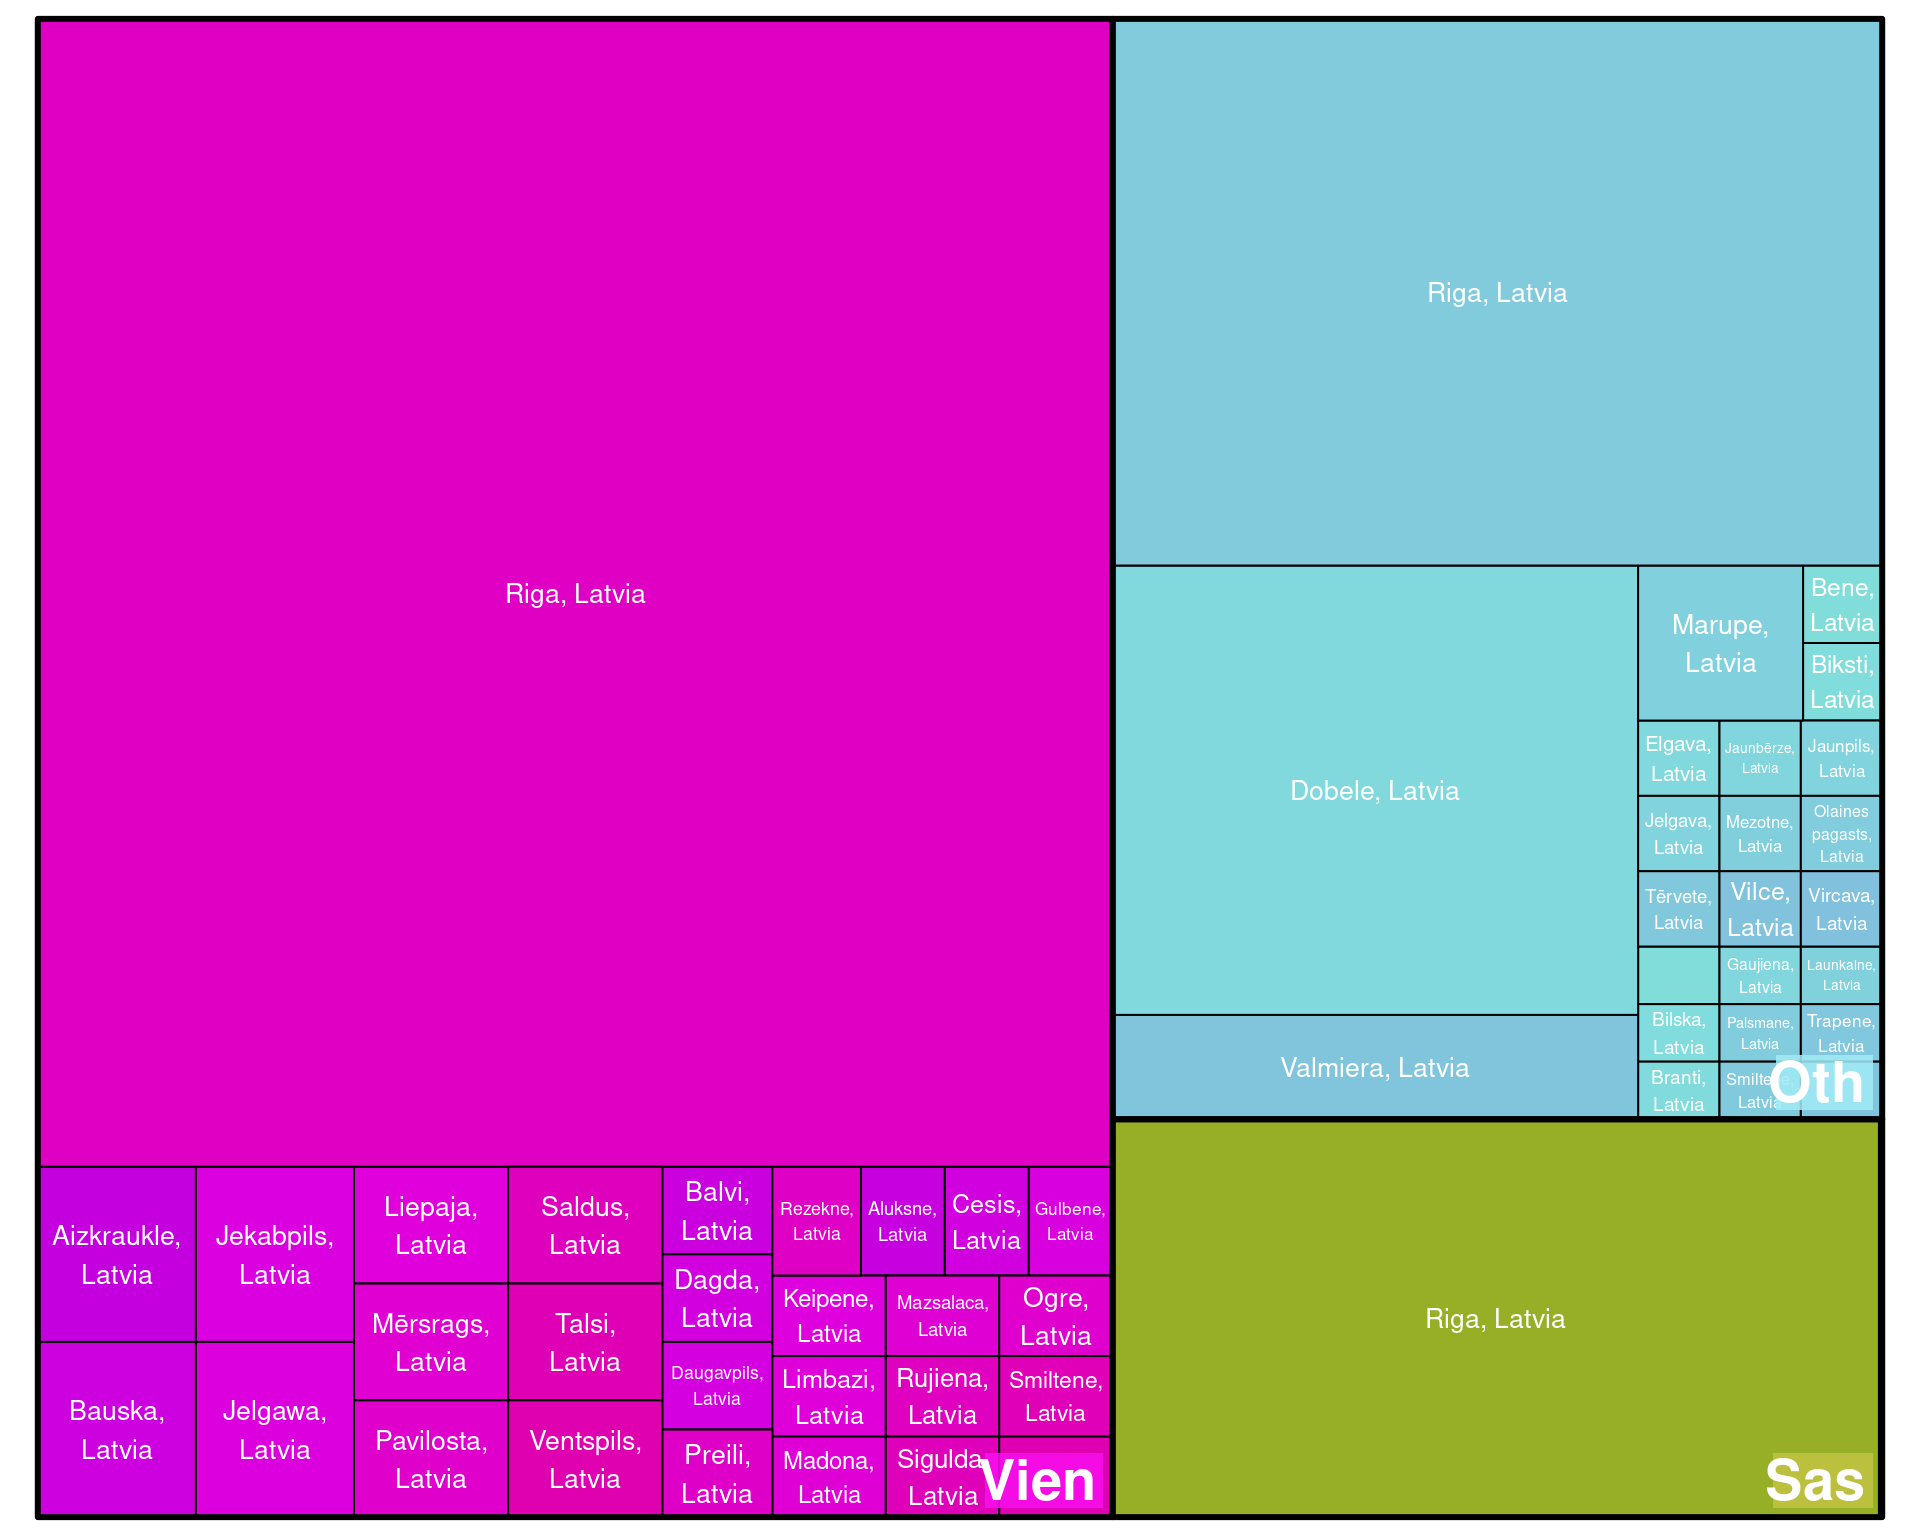 Riga, Latvia
Aizkraukle,
Latvia
Bauska,
Latvia
Jekabpils,
Latvia
Jelgawa,
Latvia
Liepaja,
Latvia
Mērsrags,
Latvia
Pavilosta,
Latvia
Saldus,
Latvia
Talsi,
Latvia
Ventspils,
Latvia
Balvi,
Latvia
Dagda,
Latvia
Daugavpils,
Latvia
Preili,
Latvia
Rezekne,
Latvia
Aluksne,
Latvia
Cesis,
Latvia
Gulbene,
Latvia
Keipene,
Latvia
Limbazi,
Latvia
Madona,
Latvia
Mazsalaca,
Latvia
Rujiena,
Latvia
Sigulda,
Latvia
Ogre,
Latvia
Smiltene,
Latvia
Vien
Riga, Latvia
Dobele, Latvia
Valmiera, Latvia
Marupe,
Latvia
Bene,
Latvia
Biksti,
Latvia
Elgava,
Latvia
Jaunbērze,
Latvia
Jaunpils,
Latvia
Jelgava,
Latvia
Mezotne,
Latvia
Olaines
pagasts,
Latvia
Tērvete,
Latvia
Vilce,
Latvia
Vircava,
Latvia
Gaujiena,
Latvia
Launkalne,
Latvia
Bilska,
Latvia
Palsmane,
Latvia
Trapene,
Latvia
Branti,
Latvia
Smiltene,
Latvia
Oth
Riga, Latvia
Sas